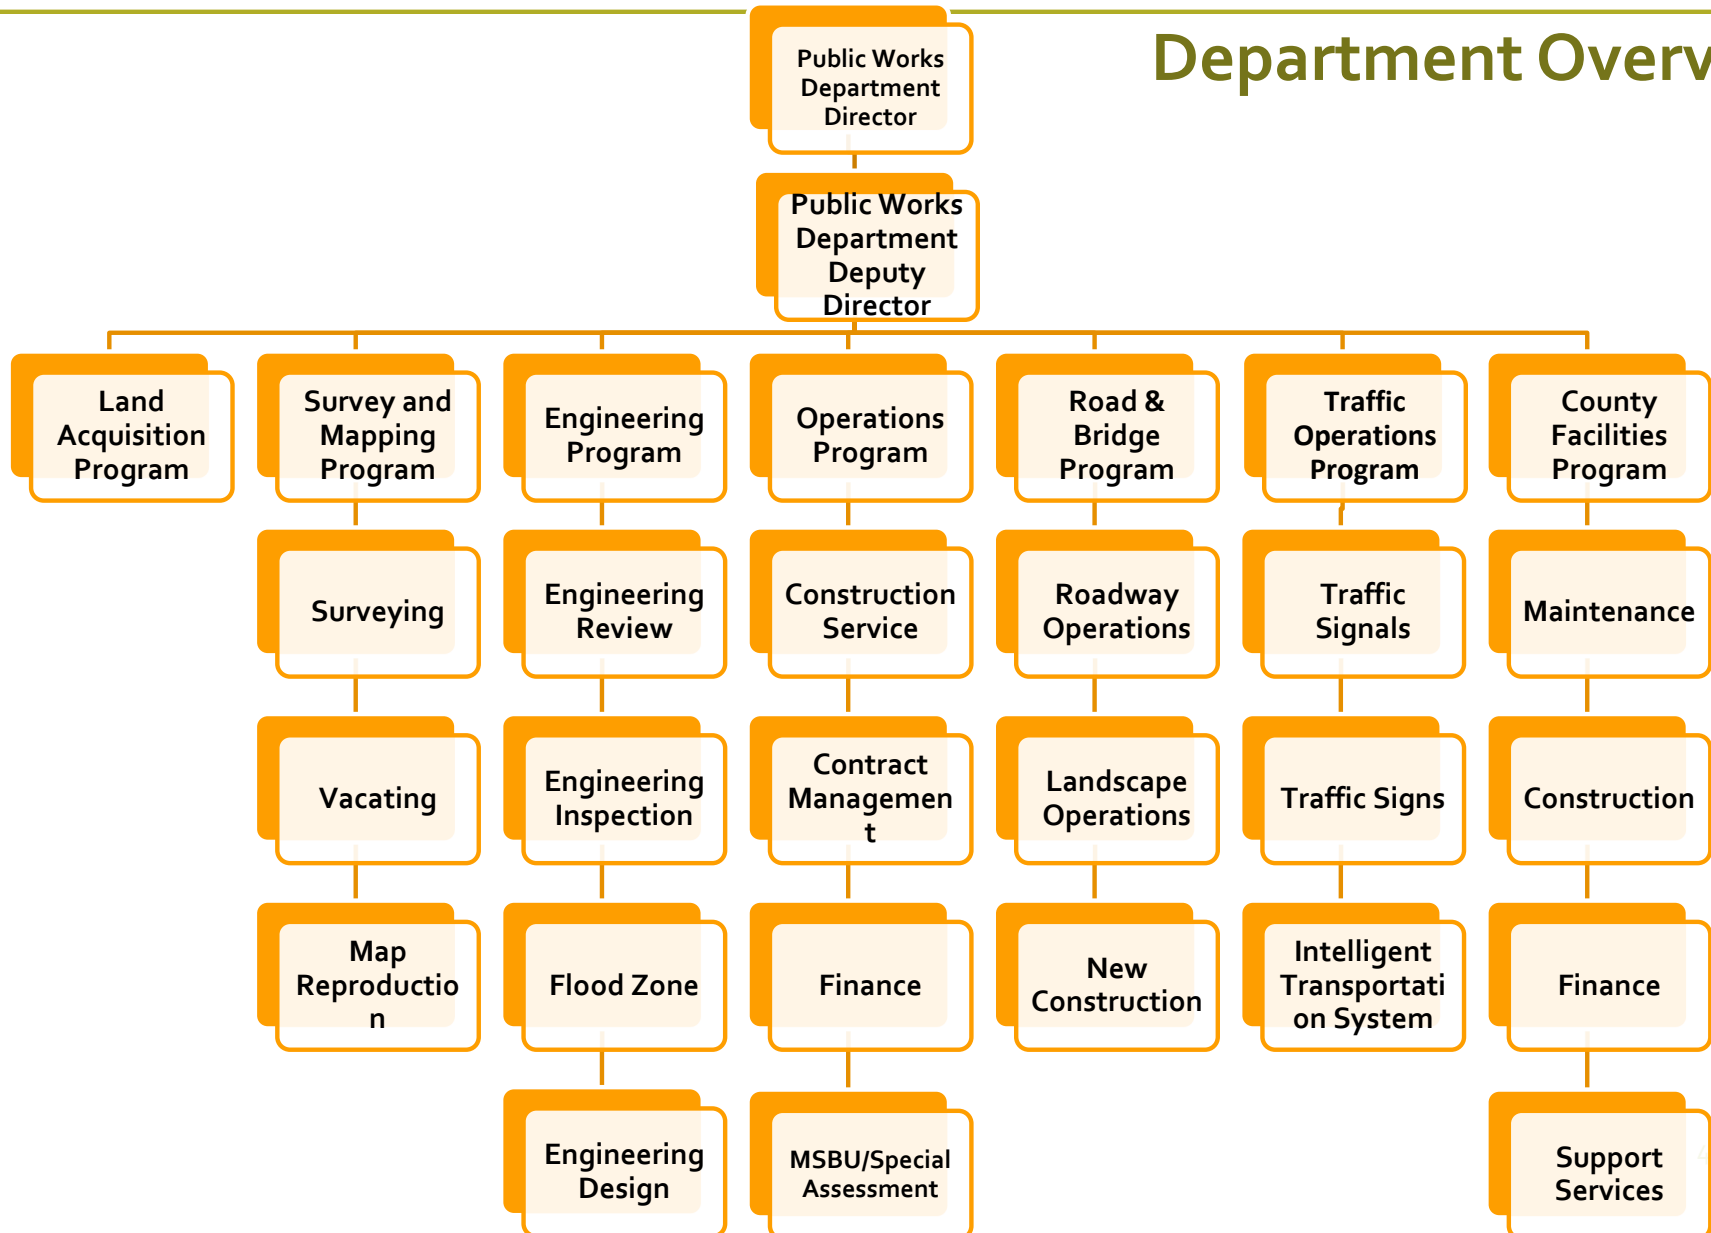 Department Overv
Public Works
Department
Director
Public Works
Department
Deputy
Director
Land
Acquisition
Program
Survey and
Mapping
Program
Engineering
Program
Operations
Program
Road &
Bridge
Program
Traffic
Operations
Program
County
Facilities
Program
Surveying
Engineering
Review
Construction
Service
Roadway
Operations
Traffic
Signals
Maintenance
Vacating
Engineering
Inspection
Contract
Managemen
t
Landscape
Operations
Traffic Signs
Construction
Map
Reproductio
n
Flood Zone
Finance
New
Construction
Intelligent
Transportati
on System
Finance
Engineering
Design
MSBU/Special
Assessment
Support
Services
4